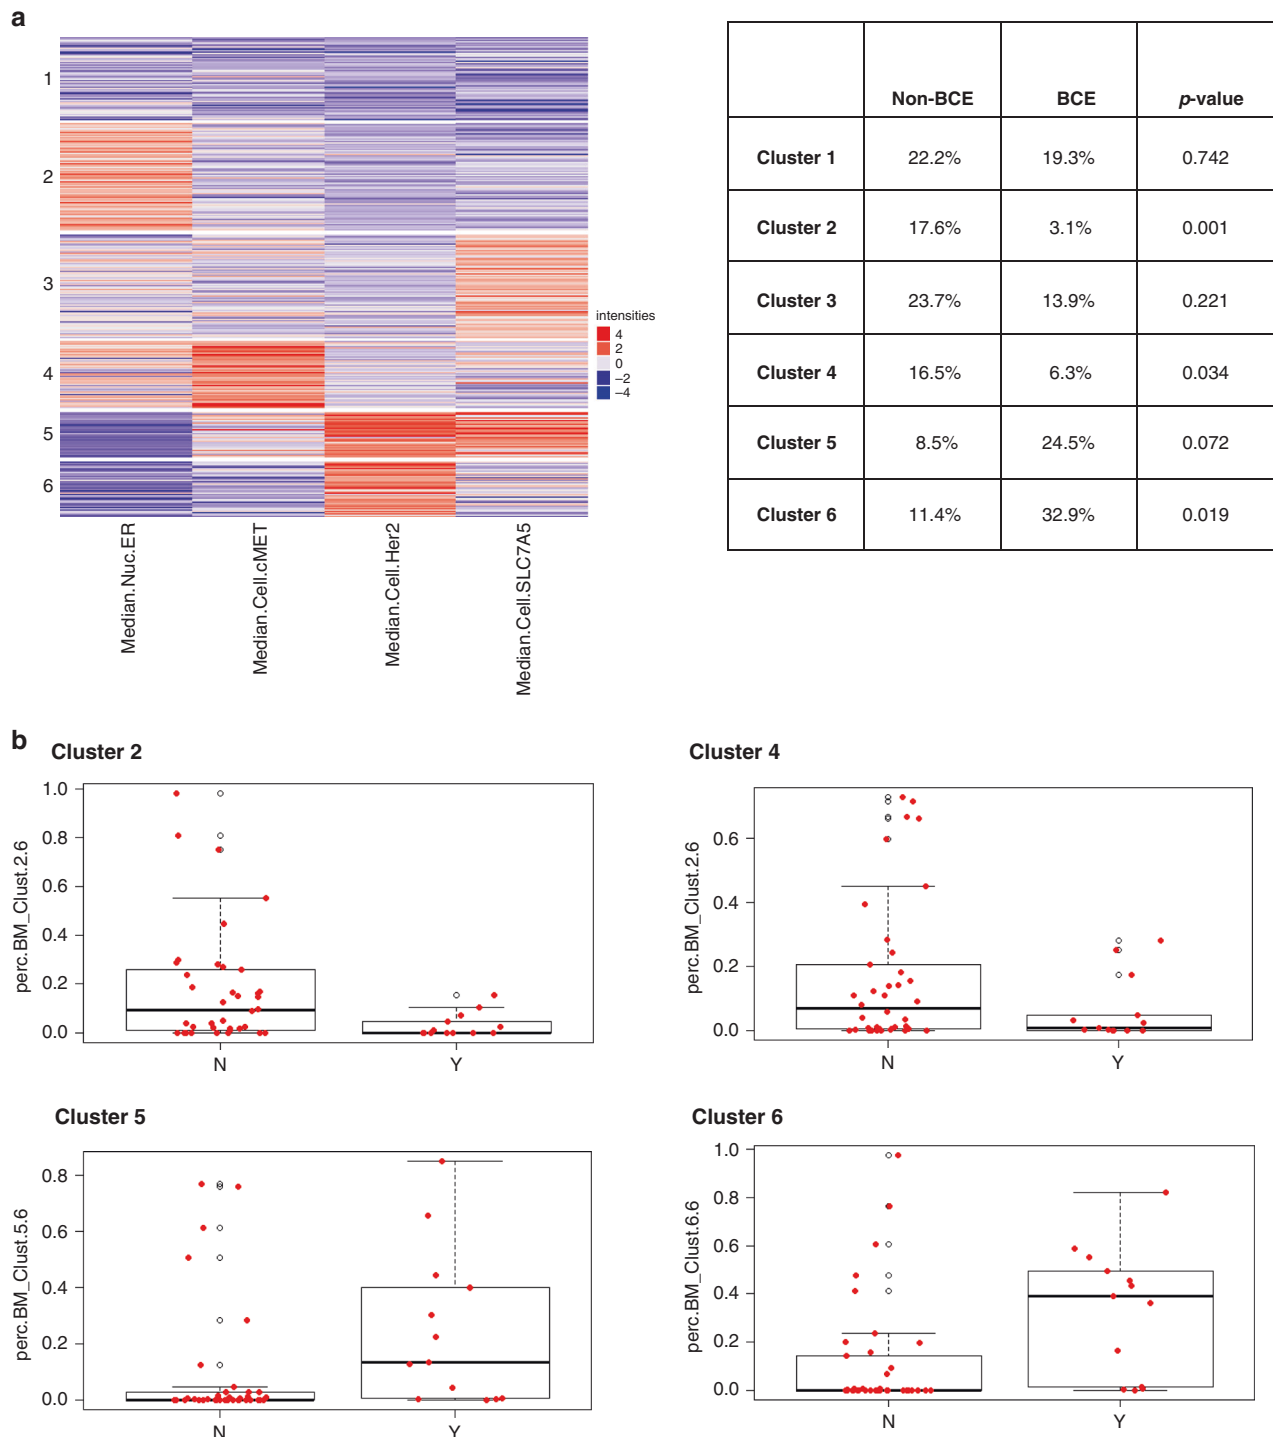 a
1
2
3
4
5
6
intensities
4
2
0
−2
−4
Median.Nuc.ER
Median.Cell.cMET
Median.Cell.Her2
Median.Cell.SLC7A5
Non-BCE BCE p-value
Cluster 1 22.2% 19.3% 0.742
Cluster 2 17.6% 3.1% 0.001
Cluster 3 23.7% 13.9% 0.221
Cluster 4 16.5% 6.3% 0.034
Cluster 5 8.5% 24.5% 0.072
Cluster 6 11.4% 32.9% 0.019
b
Cluster 2
perc.BM_Clust.2.6
1.0
0.8
0.6
0.4
0.2
0.0
N Y
Cluster 4
perc.BM_Clust.2.6
0.6
0.4
0.2
0.0
N Y
Cluster 5
perc.BM_Clust.5.6
0.8
0.6
0.4
0.2
0.0
N Y
Cluster 6
perc.BM_Clust.6.6
1.0
0.8
0.6
0.4
0.2
0.0
N Y